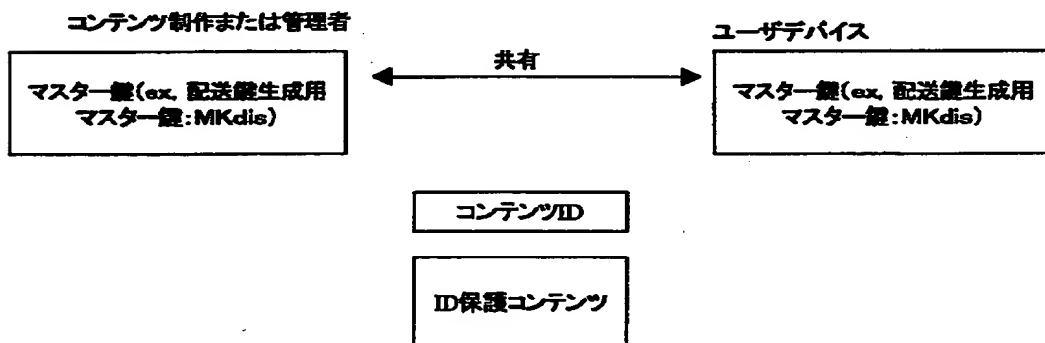 コンテンツ制作または管理者
ユーザデバイス
共有
マスター鍵(ex, 配送鍵生成用
マスター鍵:MKdis)
マスター鍵(ex, 配送鍵生成用
マスター鍵:MKdis)
コンテンツID
ID保護コンテンツ